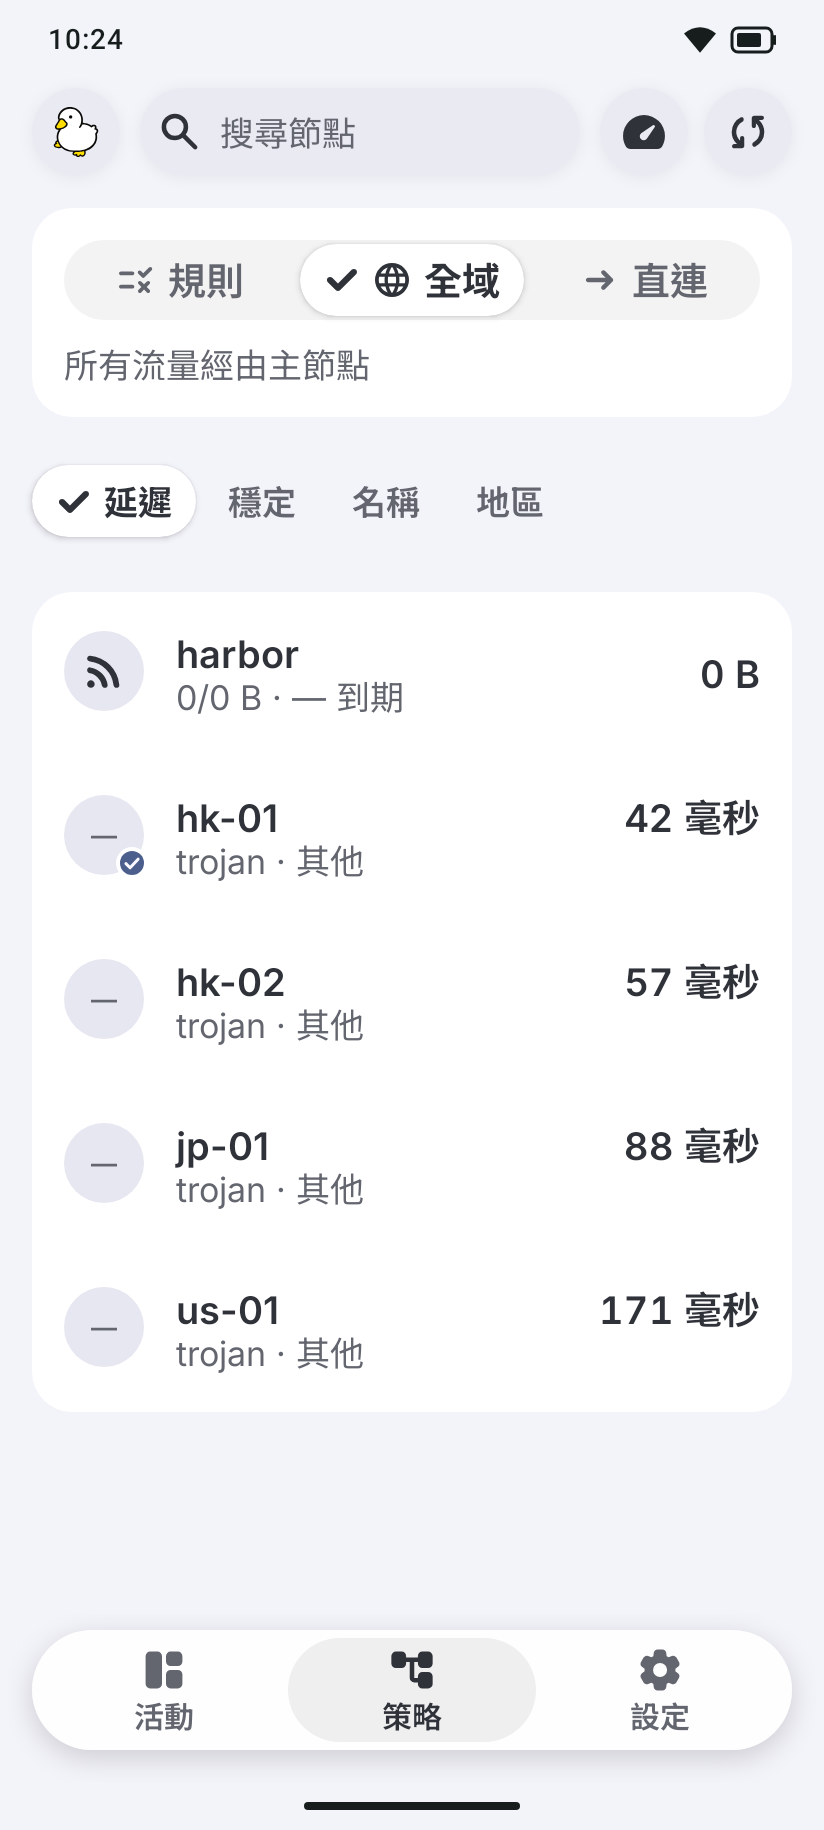 10:24
搜尋節點
規則
全域
直連
所有流量經由主節點
延遲
穩定
名稱
地區
harbor
0 B
0/0 B · — 到期
—
hk-01
42 毫秒
trojan · 其他
—
hk-02
57 毫秒
trojan · 其他
—
jp-01
88 毫秒
trojan · 其他
—
us-01
171 毫秒
trojan · 其他
活動
策略
設定